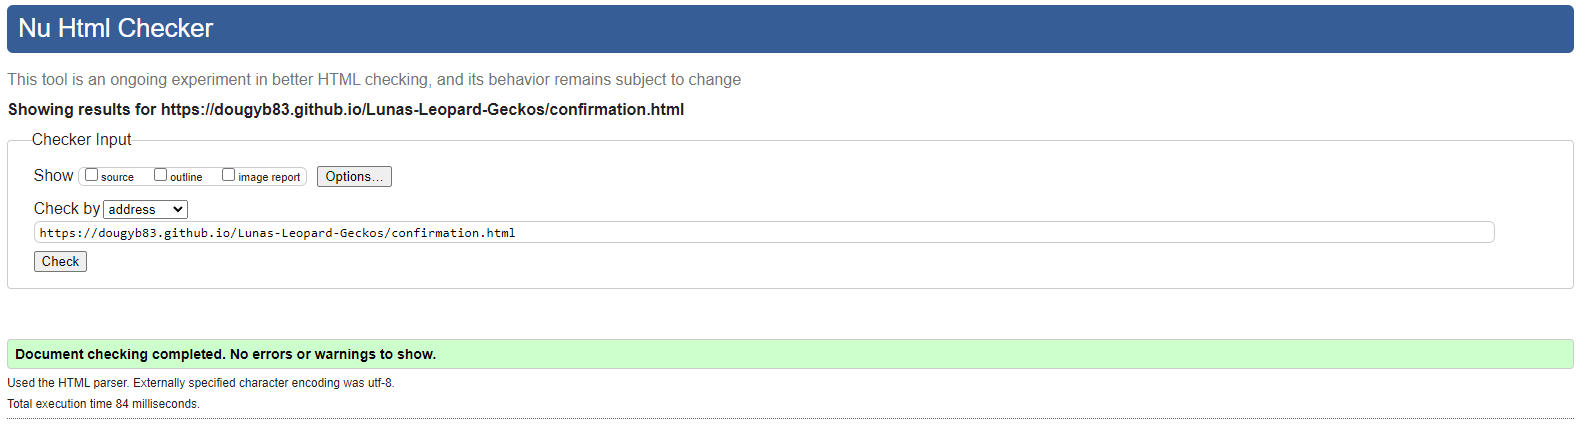 Nu Html Checker
This tool is an ongoing experiment in better HTML checking, and its behavior remains subject to change
Showing results for https://dougyb83.github.io/Lunas-Leopard-Geckos/confirmation.html
Checker Input
Show source outline image report Options...
Check by address
https://dougyb83.github.io/Lunas-Leopard-Geckos/confirmation.html
Check
Document checking completed. No errors or warnings to show.
Used the HTML parser. Externally specified character encoding was utf-8.
Total execution time 84 milliseconds.